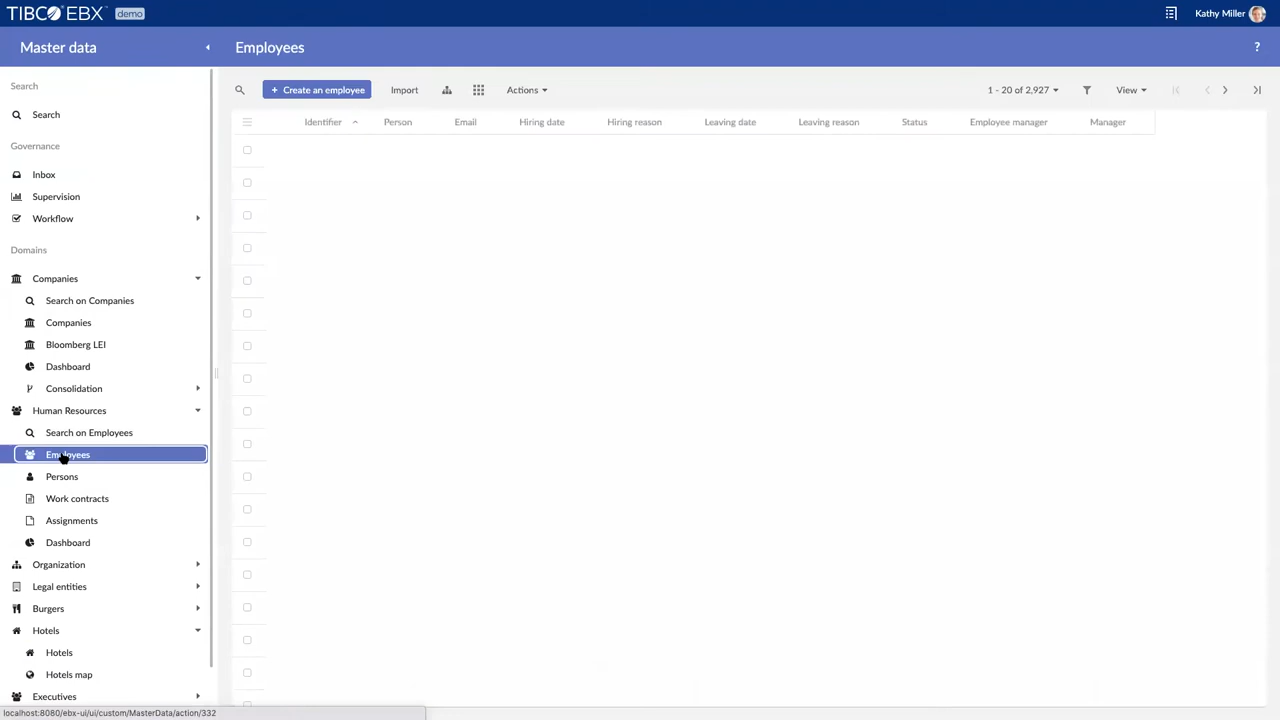 TIBCO EBX™ demo
Kathy Miller
Master data
Employees
?
Search
Search
Governance
Inbox
Supervision
Workflow
Domains
Companies
Search on Companies
Companies
Bloomberg LEI
Dashboard
Consolidation
Human Resources
Search on Employees
Employees
Persons
Work contracts
Assignments
Dashboard
Organization
Legal entities
Burgers
Hotels
Hotels
Hotels map
Executives
+ Create an employee
Import
Actions
1 - 20 of 2,927
View
Identifier Person Email Hiring date Hiring reason Leaving date Leaving reason Status Employee manager Manager
localhost:8080/ebx-ui/ui/custom/MasterData/action/332